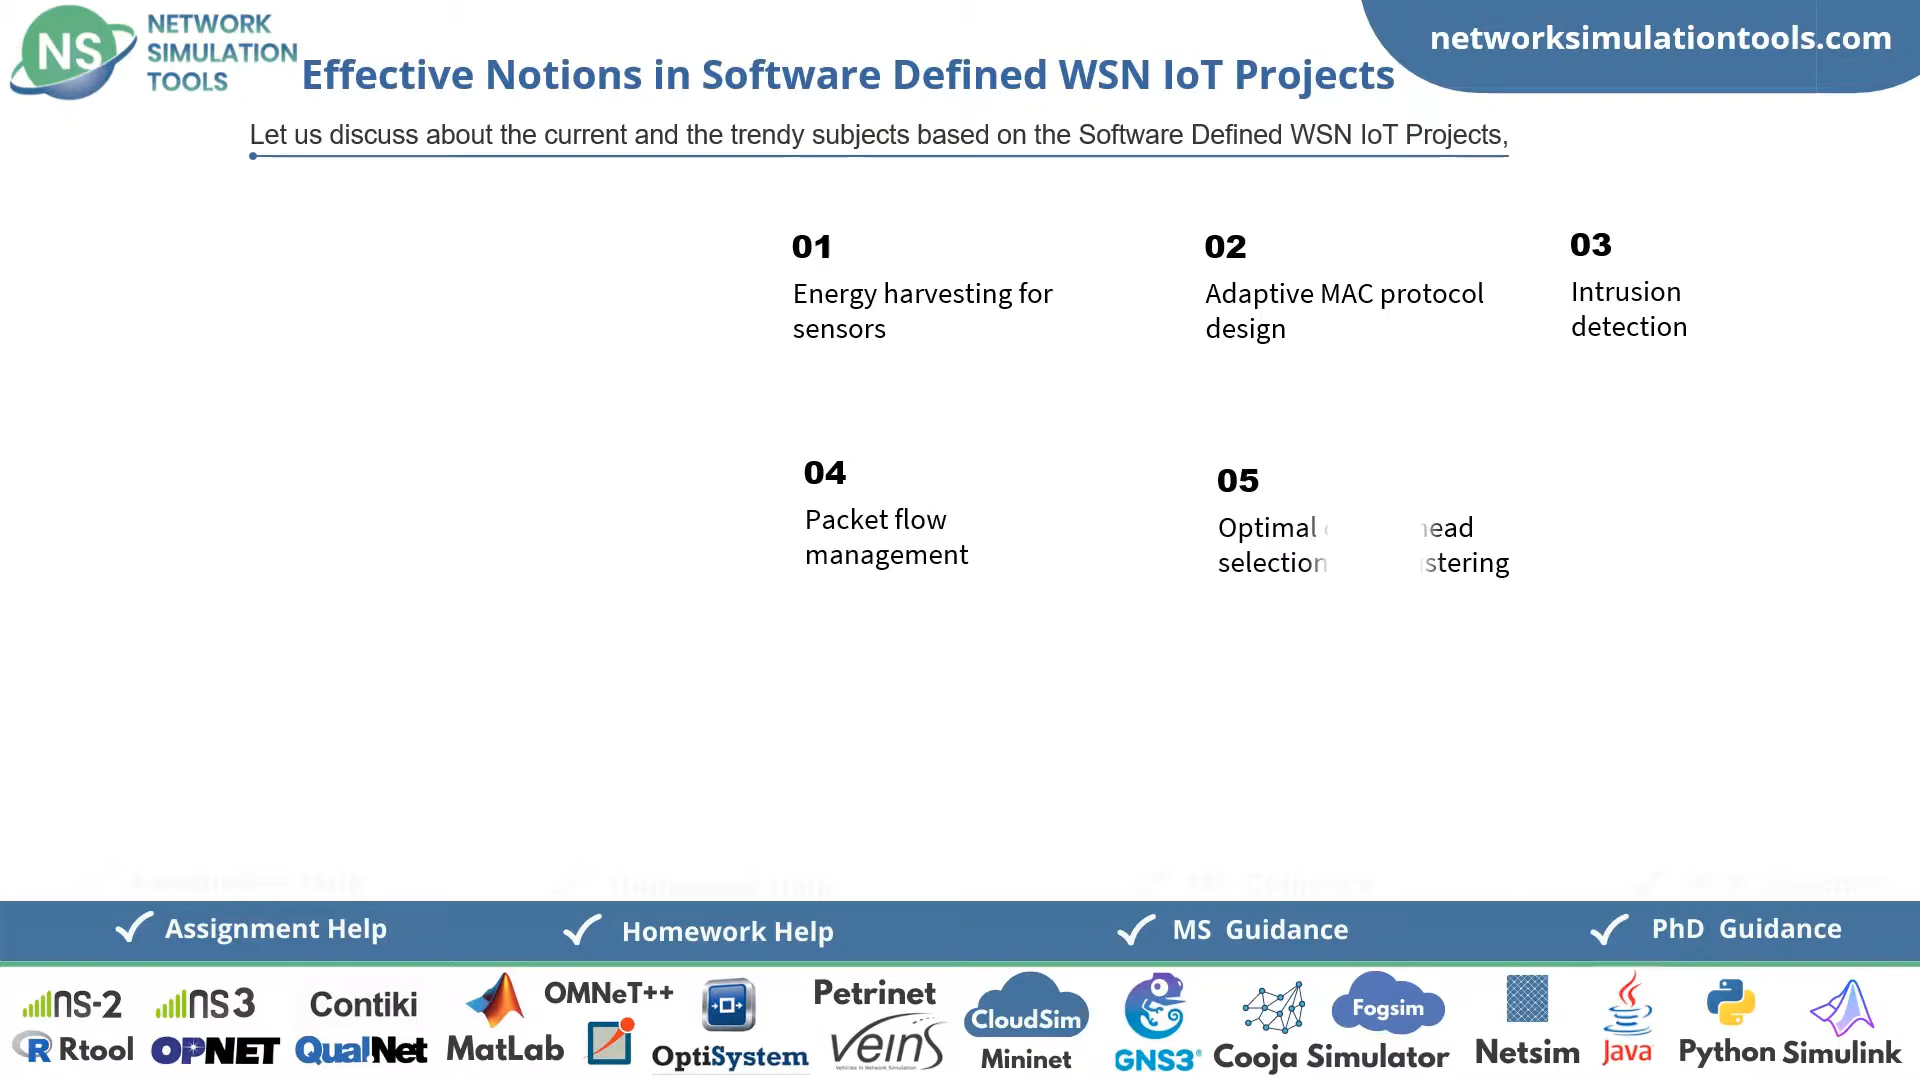 NS
NETWORK
SIMULATION
TOOLS
networksimulationtools.com
Effective Notions in Software Defined WSN IoT Projects
Let us discuss about the current and the trendy subjects based on the Software Defined WSN IoT Projects,
01
Energy harvesting for
sensors
02
Adaptive MAC protocol
design
03
Intrusion
detection
04
Packet flow
management
05
Optimal head
selection
Assignment Help
Homework Help
MS Guidance
PhD Guidance
NS-2
NS3
Contiki
OMNeT++
Petrinet
CloudSim
Fogsim
Rtool
OPNET
QualNet
MatLab
OptiSystem
veins
Mininet
GNS3
Cooja Simulator
Netsim
Java
Python
Simulink